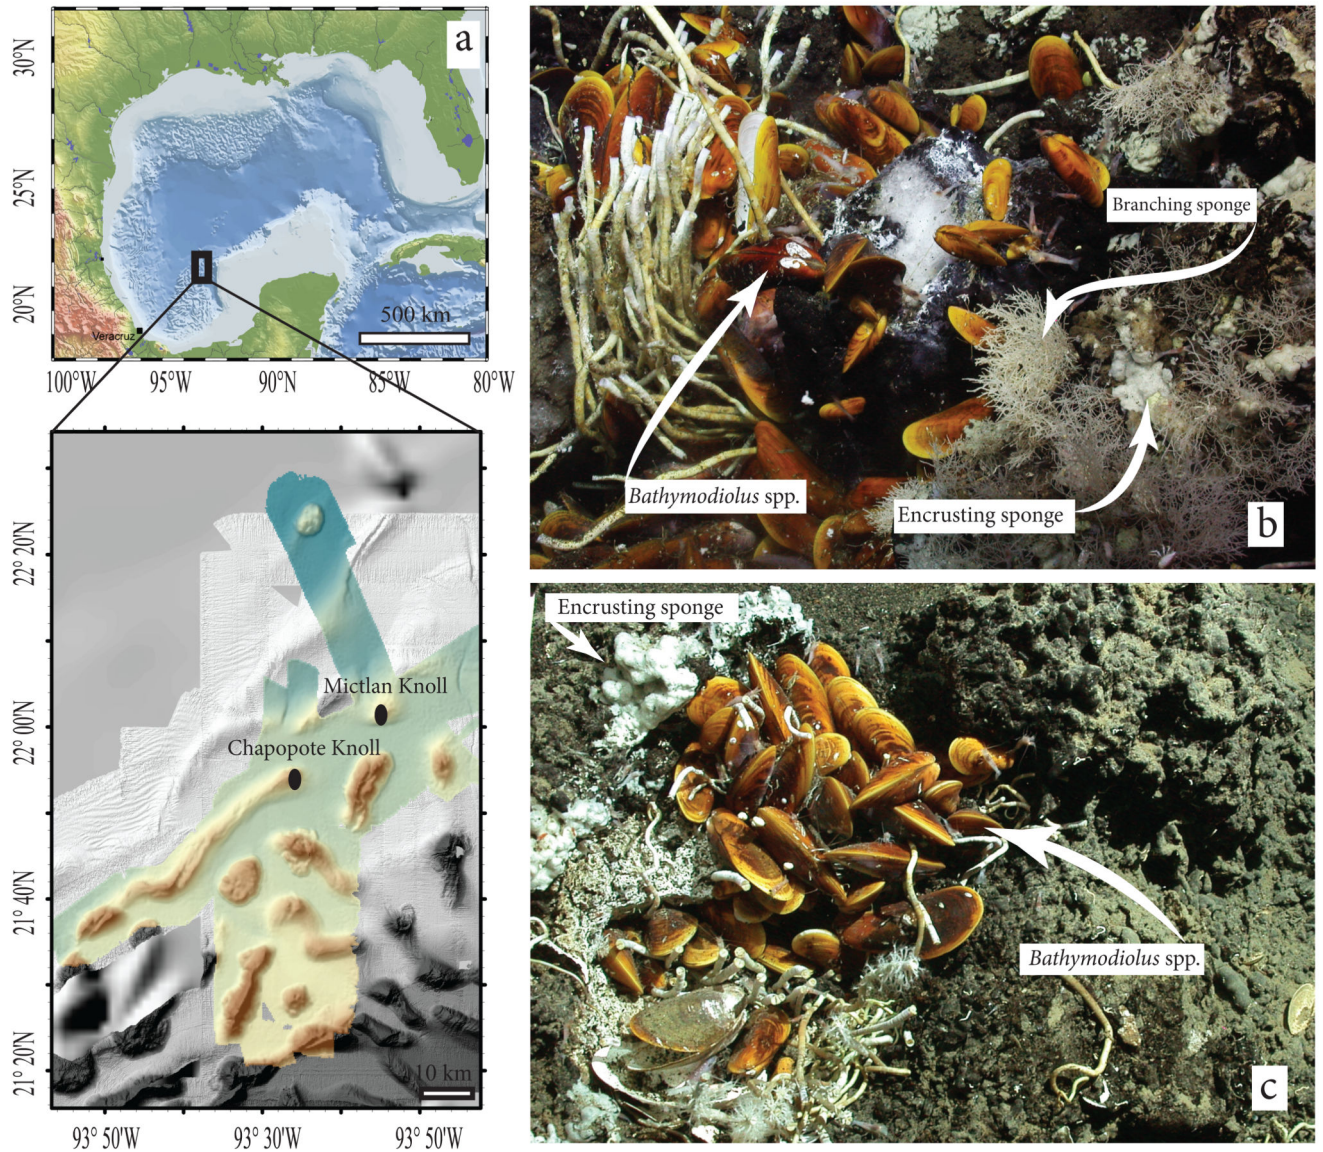 a
30°N
25°N
20°N
Veracruz
500 km
100°W
95°W
90°N
85°W
80°W
22° 20'N
22° 00'N
21° 40'N
21° 20'N
Mictlan Knoll
Chapopote Knoll
10 km
93° 50'W
93° 30'W
93° 50'W
Branching sponge
Bathymodiolus spp.
Encrusting sponge
b
Encrusting sponge
Bathymodiolus spp.
c